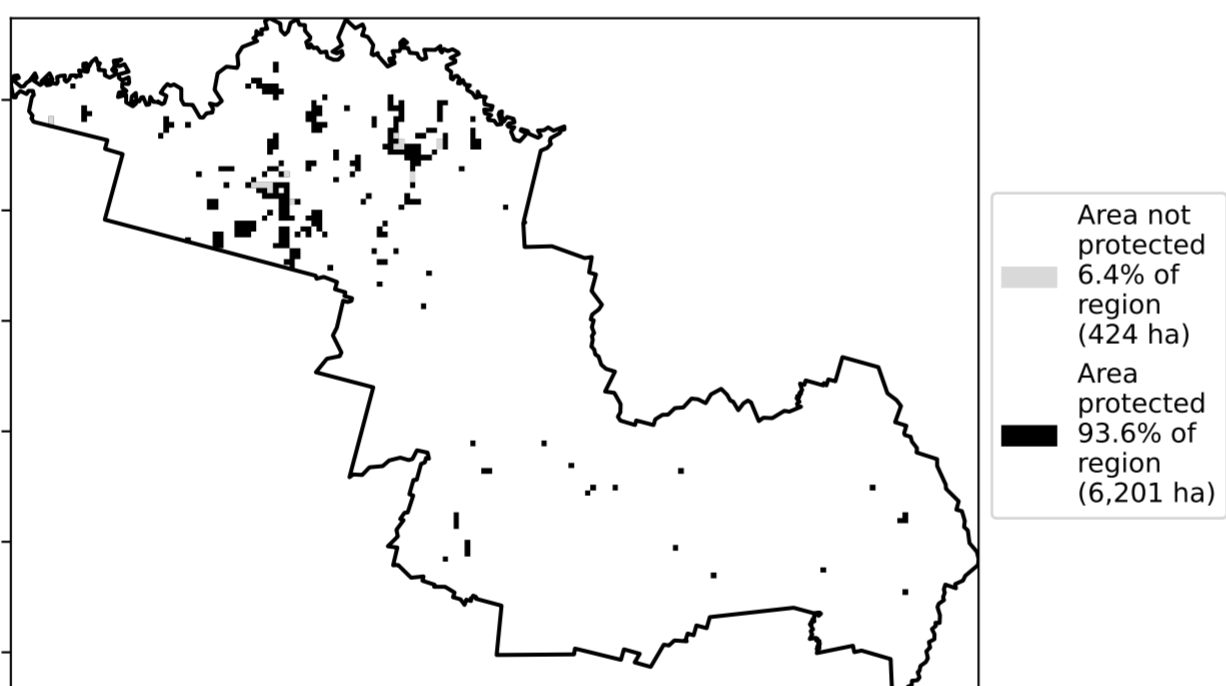 Area not
protected
6.4% of
region
(424 ha)
Area
protected
93.6% of
region
(6,201 ha)